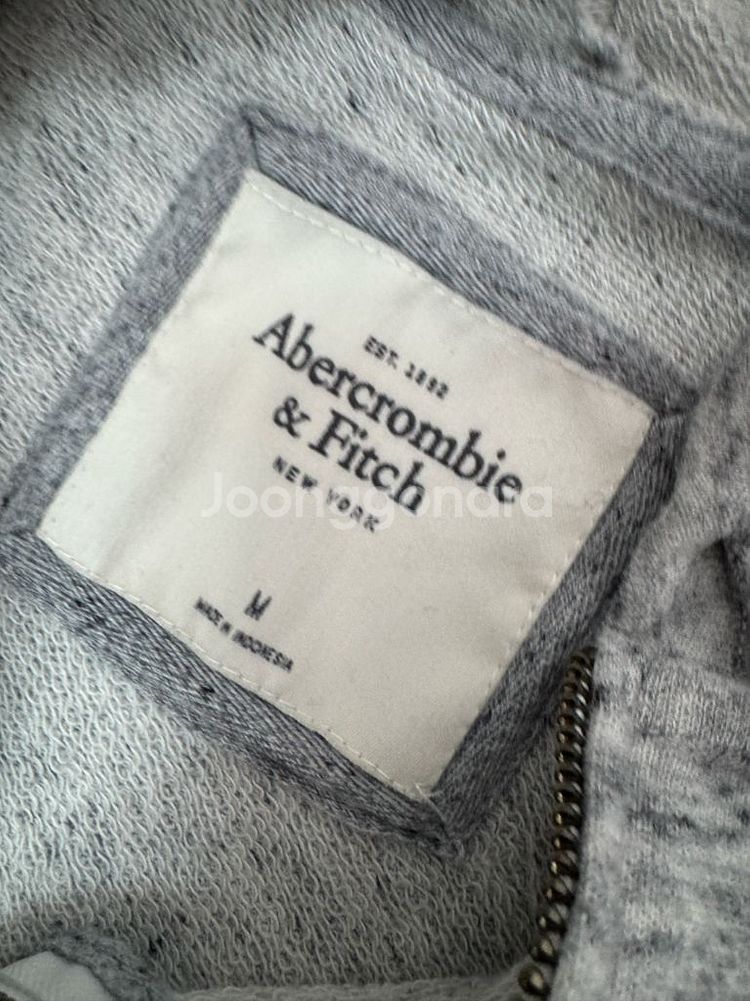 EST. 1892
Abercrombie
& Fitch
NEW YORK
M
MADE IN INDONESIA
Joonggonara